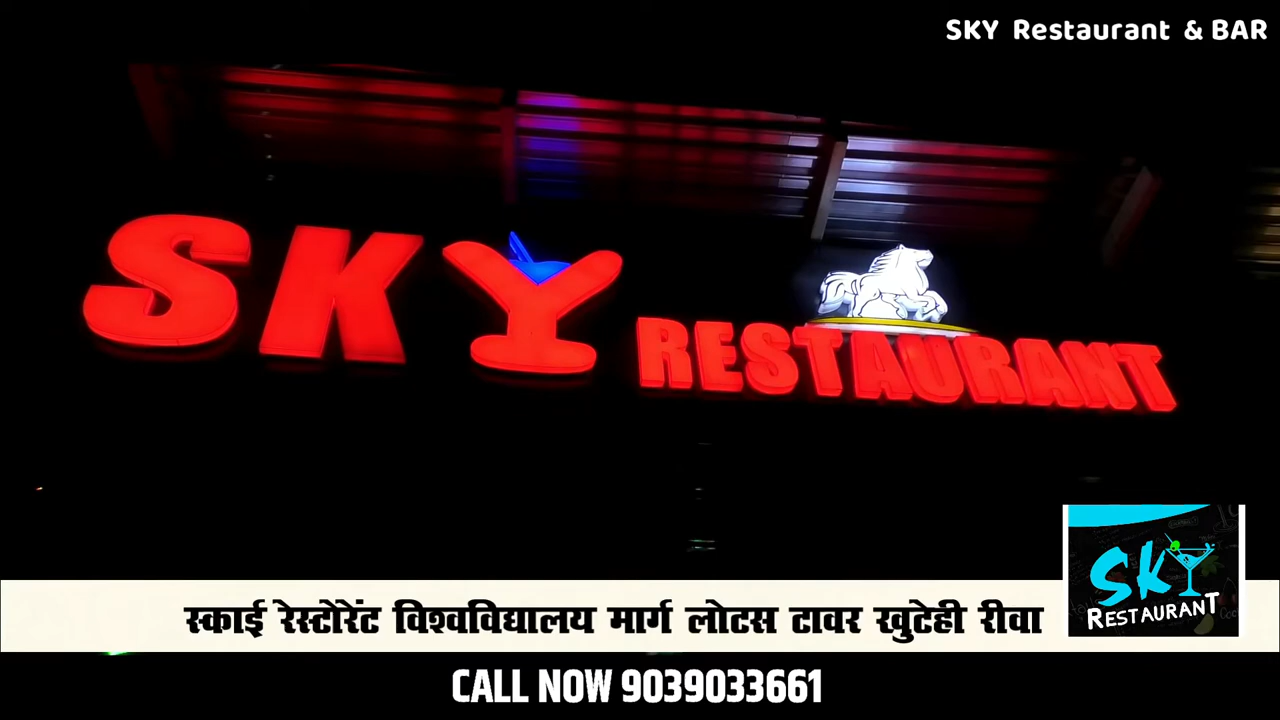 SKY Restaurant & BAR
SKY RESTAURANT
SKY
RESTAURANT
स्काई रेस्टोरेंट विश्वविद्यालय मार्ग लोटस टावर खुटेही रीवा
CALL NOW 9039033661